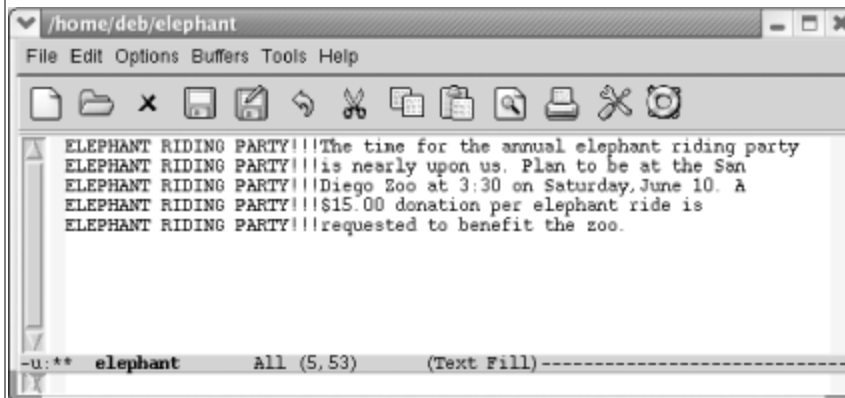 /home/deb/elephant
File Edit Options Buffers Tools Help
ELEPHANT RIDING PARTY!!!The time for the annual elephant riding party
ELEPHANT RIDING PARTY!!!is nearly upon us. Plan to be at the San
ELEPHANT RIDING PARTY!!!Diego Zoo at 3:30 on Saturday, June 10. A
ELEPHANT RIDING PARTY!!!$15.00 donation per elephant ride is
ELEPHANT RIDING PARTY!!!requested to benefit the zoo.
-u:** elephant All (5,53) (Text Fill)----------------------------